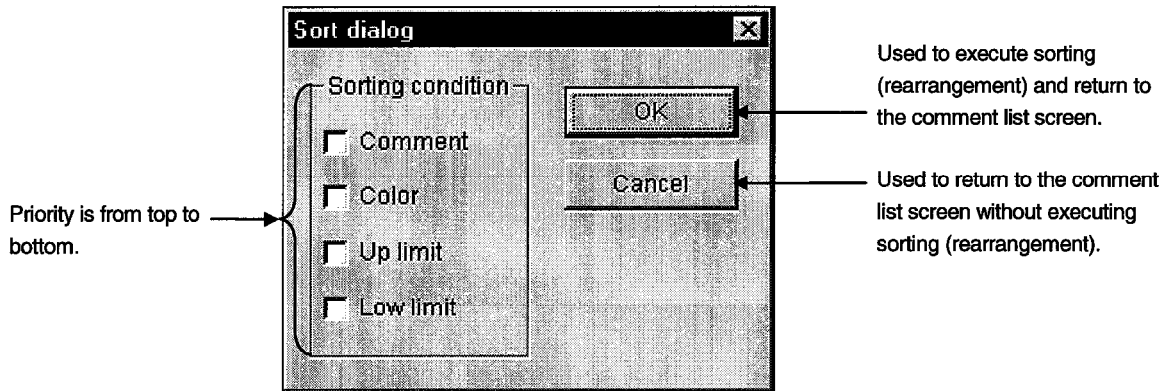 Sort dialog
Sorting condition
Comment
Color
Up limit
Low limit
OK
Cancel
Priority is from top to
bottom.
Used to execute sorting
(rearrangement) and return to
the comment list screen.
Used to return to the comment
list screen without executing
sorting (rearrangement).